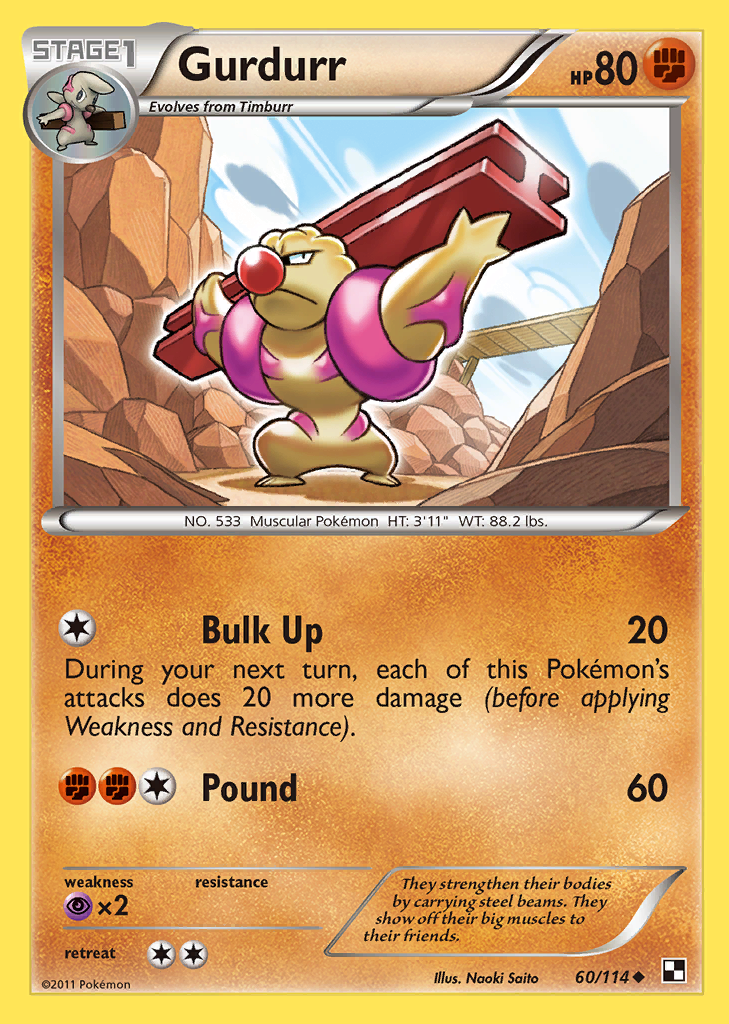 STAGE1
Gurdurr
HP80
Evolves from Timburr
NO. 533 Muscular Pokémon HT: 3'11" WT: 88.2 lbs.
Bulk Up 20
During your next turn, each of this Pokémon's
attacks does 20 more damage (before applying
Weakness and Resistance).
Pound 60
weakness resistance
×2
retreat
They strengthen their bodies
by carrying steel beams. They
show off their big muscles to
their friends.
©2011 Pokémon
Illus. Naoki Saito 60/114